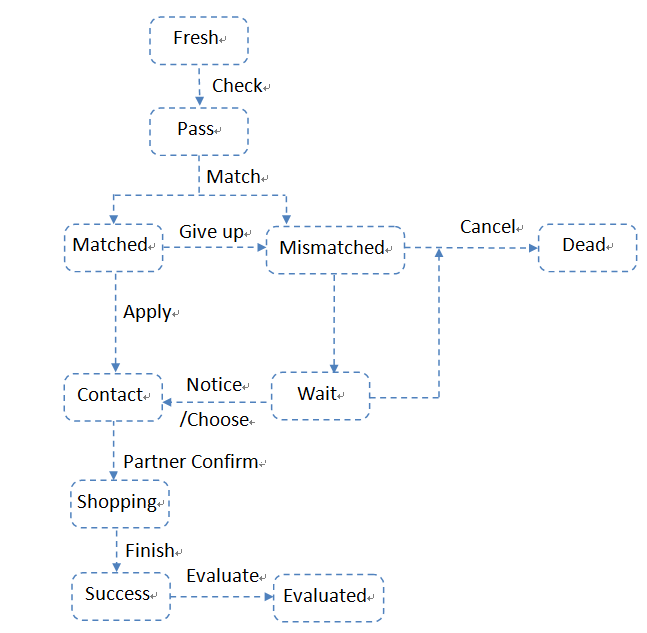 Fresh
Check
Pass
Match
Matched
Give up
Mismatched
Cancel
Dead
Apply
Contact
Notice
/Choose
Wait
Partner Confirm
Shopping
Finish
Success
Evaluate
Evaluated